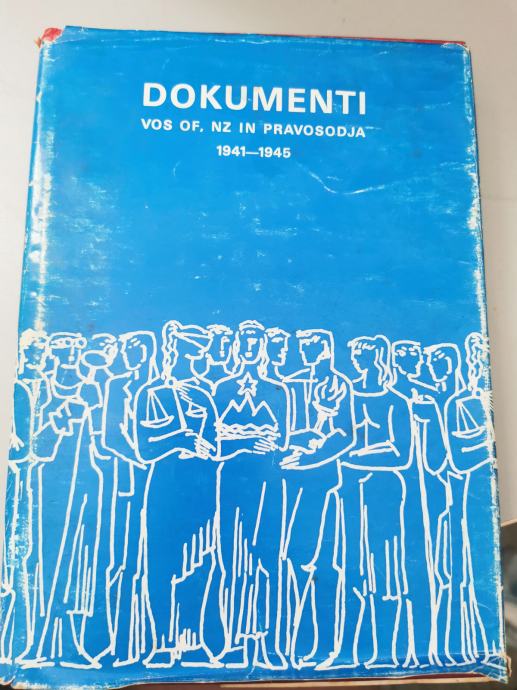 DOKUMENTI
VOS OF, NZ IN PRAVOSODJA
1941—1945